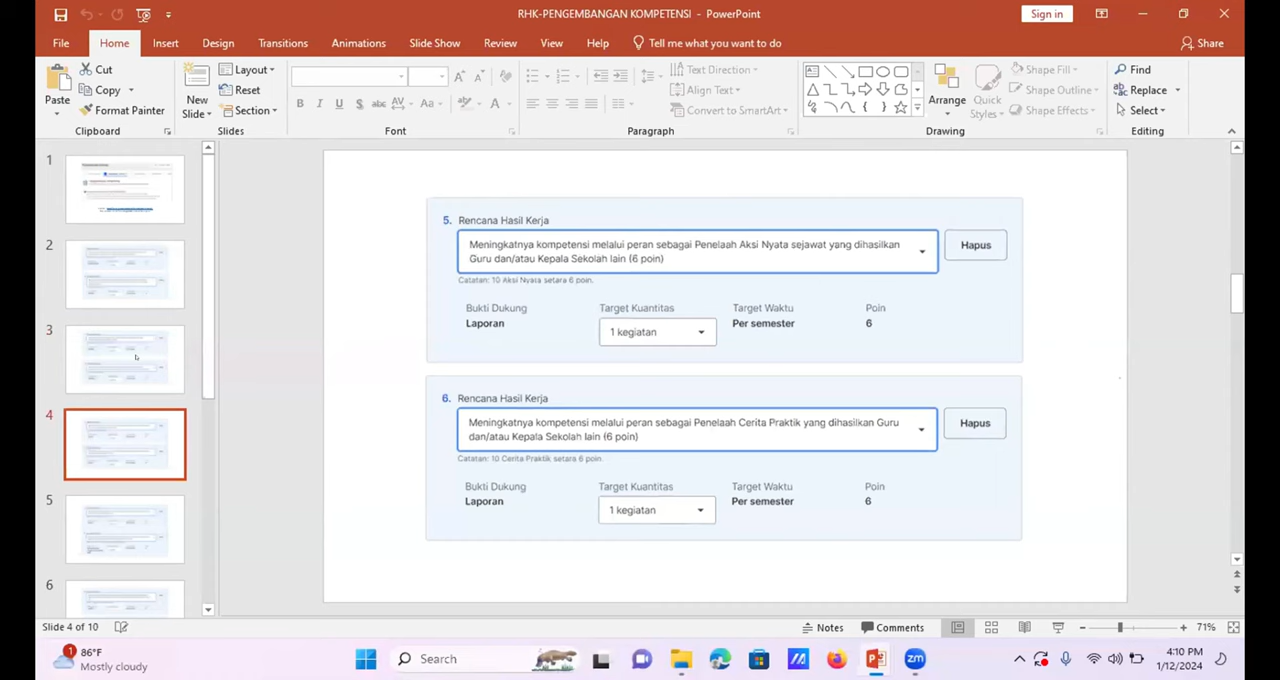 RHK-PENGEMBANGAN KOMPETENSI - PowerPoint
Sign in
File Home Insert Design Transitions Animations Slide Show Review View Help Tell me what you want to do
Share
Paste
Cut
Copy
Format Painter
Clipboard
New
Slide
Layout
Reset
Section
Slides
Font
Text Direction
Align Text
Convert to SmartArt
Paragraph
Arrange
Quick
Styles
Shape Fill
Shape Outline
Shape Effects
Drawing
Find
Replace
Select
Editing
1
2
3
4
5
6
5. Rencana Hasil Kerja
Meningkatnya kompetensi melalui peran sebagai Penelaah Aksi Nyata sejawat yang dihasilkan
Guru dan/atau Kepala Sekolah lain (6 poin)
Hapus
Catatan: 10 Aksi Nyata setara 6 poin.
Bukti Dukung Target Kuantitas Target Waktu Poin
Laporan 1 kegiatan Per semester 6
6. Rencana Hasil Kerja
Meningkatnya kompetensi melalui peran sebagai Penelaah Cerita Praktik yang dihasilkan Guru
dan/atau Kepala Sekolah lain (6 poin)
Hapus
Catatan: 10 Cerita Praktik setara 6 poin.
Bukti Dukung Target Kuantitas Target Waktu Poin
Laporan 1 kegiatan Per semester 6
Slide 4 of 10
Notes
Comments
71%
1
86°F
Mostly cloudy
Search
zm
4:10 PM
1/12/2024